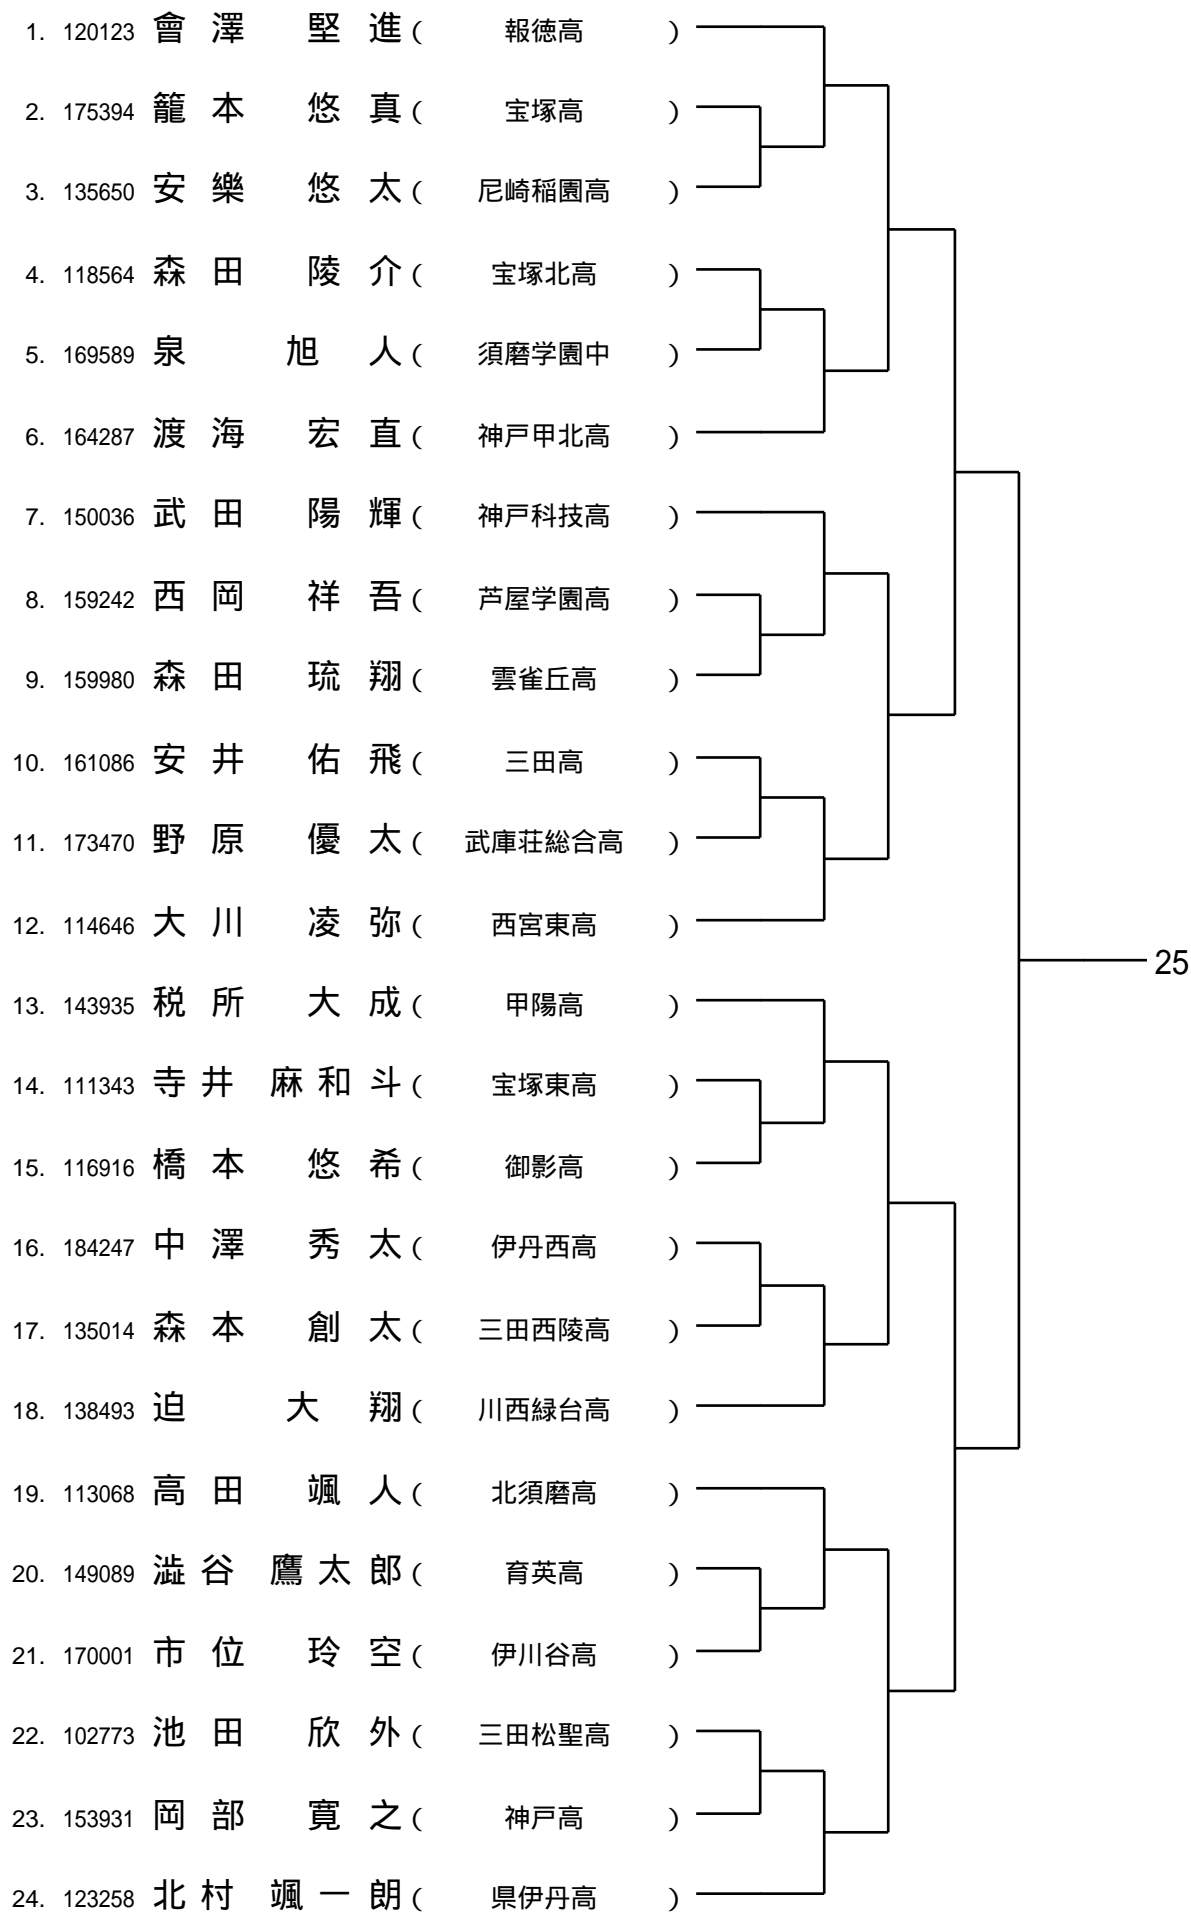 1. 120123 會澤 堅進 ( 報徳高 )
2. 175394 籠本 悠真 ( 宝塚高 )
3. 135650 安樂 悠太 ( 尼崎稲園高 )
4. 118564 森田 陵介 ( 宝塚北高 )
5. 169589 泉 旭人 ( 須磨学園中 )
6. 164287 渡海 宏直 ( 神戸甲北高 )
7. 150036 武田 陽輝 ( 神戸科技高 )
8. 159242 西岡 祥吾 ( 芦屋学園高 )
9. 159980 森田 琉翔 ( 雲雀丘高 )
10. 161086 安井 佑飛 ( 三田高 )
11. 173470 野原 優太 ( 武庫荘総合高 )
12. 114646 大川 凌弥 ( 西宮東高 )
25
13. 143935 税所 大成 ( 甲陽高 )
14. 111343 寺井 麻和斗 ( 宝塚東高 )
15. 116916 橋本 悠希 ( 御影高 )
16. 184247 中澤 秀太 ( 伊丹西高 )
17. 135014 森本 創太 ( 三田西陵高 )
18. 138493 迫 大翔 ( 川西緑台高 )
19. 113068 高田 颯人 ( 北須磨高 )
20. 149089 澁谷 鷹太郎 ( 育英高 )
21. 170001 市位 玲空 ( 伊川谷高 )
22. 102773 池田 欣外 ( 三田松聖高 )
23. 153931 岡部 寛之 ( 神戸高 )
24. 123258 北村 颯一朗 ( 県伊丹高 )